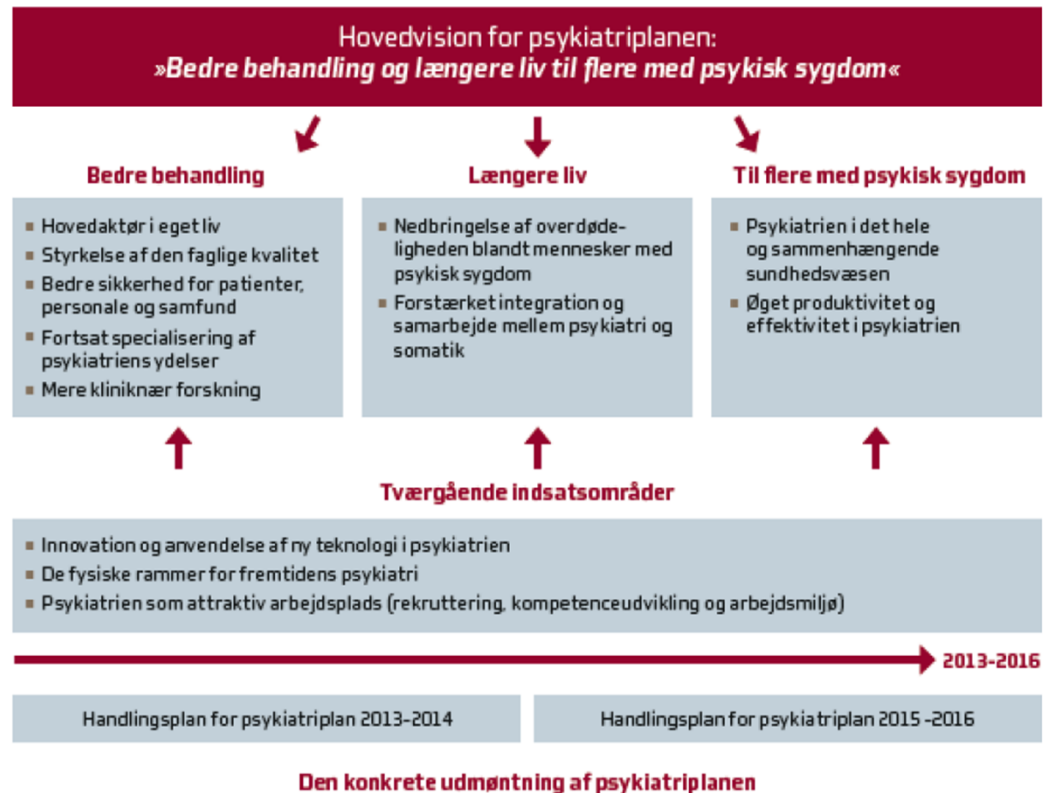 Hovedvision for psykiatriplanen:
»Bedre behandling og længere liv til flere med psykisk sygdom«
Bedre behandling
▪ Hovedaktør i eget liv
▪ Styrkelse af den faglige kvalitet
▪ Bedre sikkerhed for patienter,
personale og samfund
▪ Fortsat specialisering af
psykiatriens ydelser
▪ Mere kliniknær forskning
Længere liv
▪ Nedbringelse af overdøde-
ligheden blandt mennesker med
psykisk sygdom
▪ Forstærket integration og
samarbejde mellem psykiatri og
somatik
Til flere med psykisk sygdom
▪ Psykiatrien i det hele
og sammenhængende
sundhedsvæsen
▪ Øget produktivitet og
effektivitet i psykiatrien
Tværgående indsatsområder
▪ Innovation og anvendelse af ny teknologi i psykiatrien
▪ De fysiske rammer for fremtidens psykiatri
▪ Psykiatrien som attraktiv arbejdsplads (rekruttering, kompetenceudvikling og arbejdsmiljø)
2013-2016
Handlingsplan for psykiatriplan 2013-2014
Handlingsplan for psykiatriplan 2015 -2016
Den konkrete udmøntning af psykiatriplanen